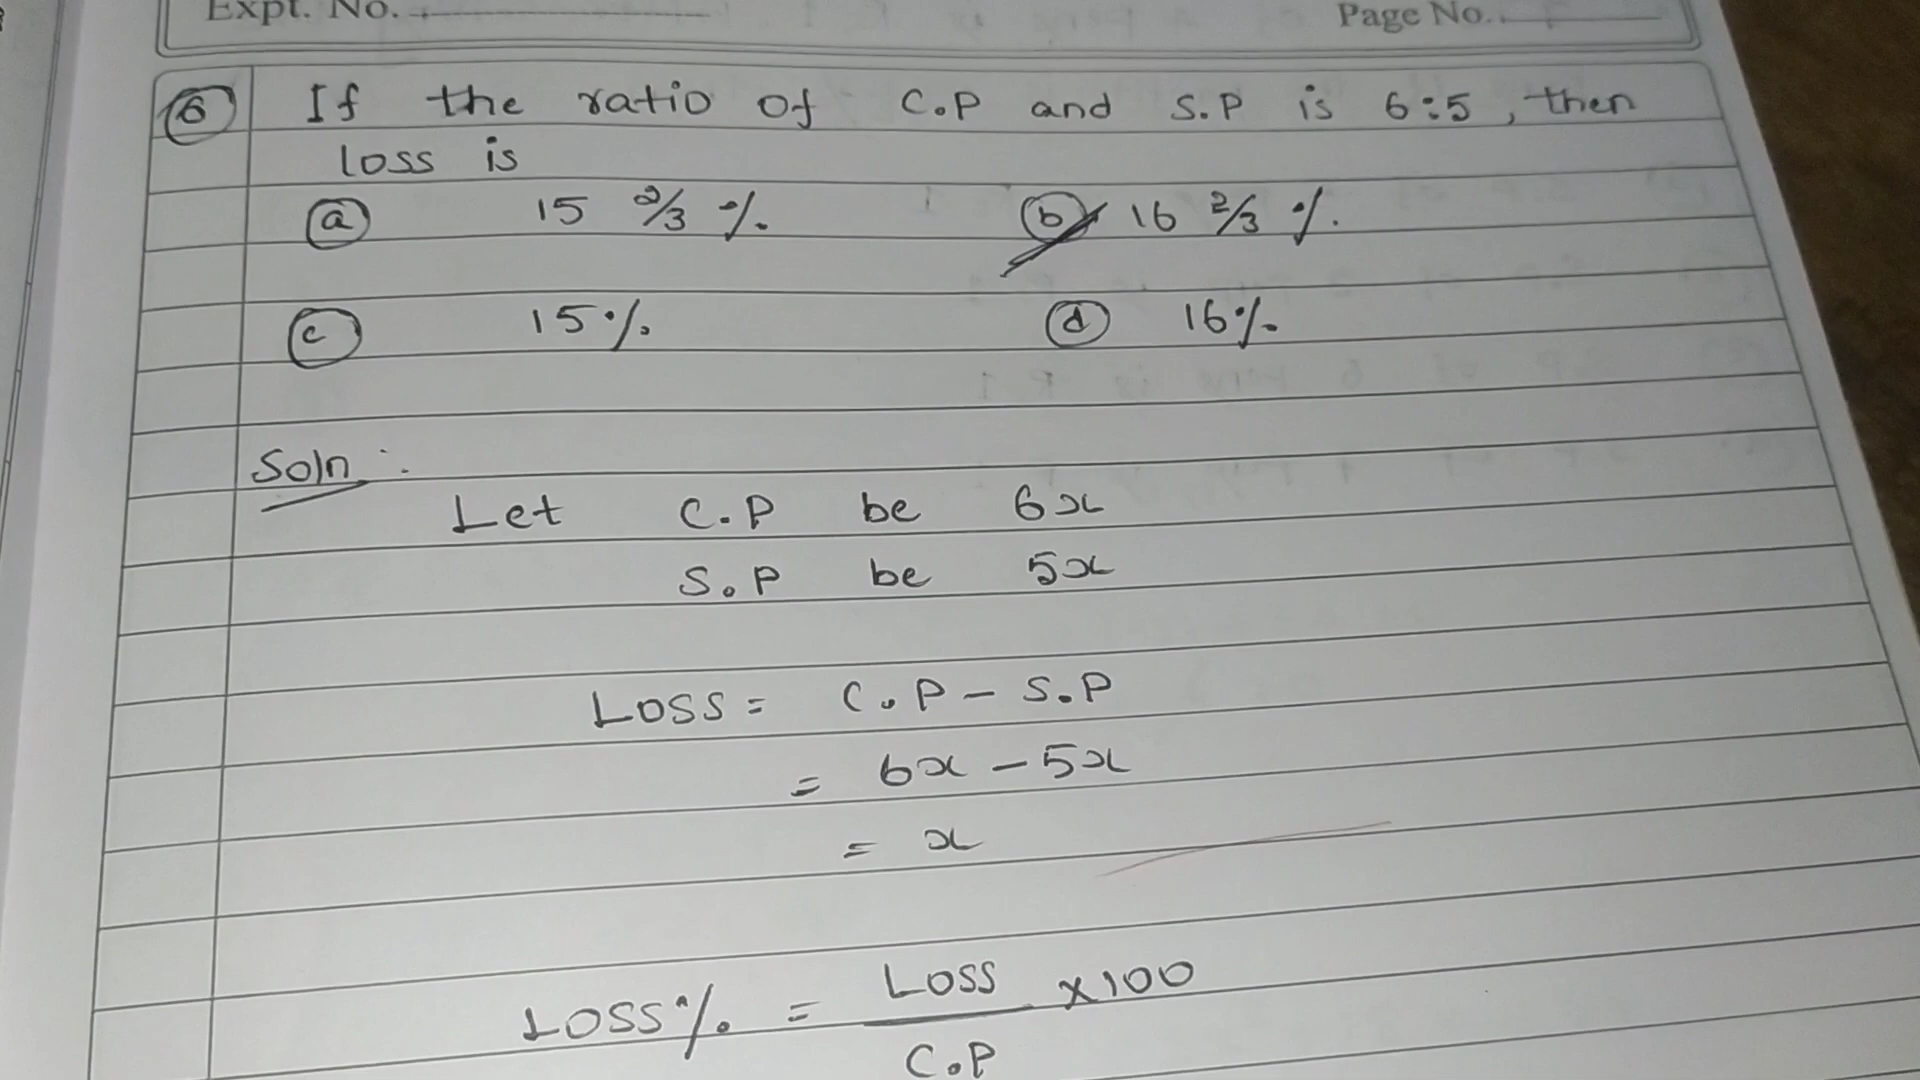 Expt. No.
Page No.
6 If the ratio of C.P and S.P is 6:5, then
loss is
a 15 2/3 % b 16 2/3 %
c 15% d 16%
Soln :
Let C.P be 6x
S.P be 5x
Loss = C.P - S.P
= 6x - 5x
= x
Loss% = Loss/C.P x100